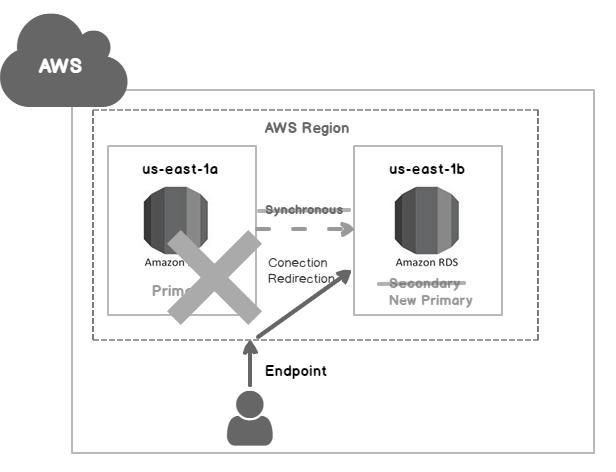 AWS
AWS Region
us-east-1a
us-east-1b
Synchronous
Amazon
Amazon RDS
Conection
Redirection
Secondary
New Primary
Endpoint